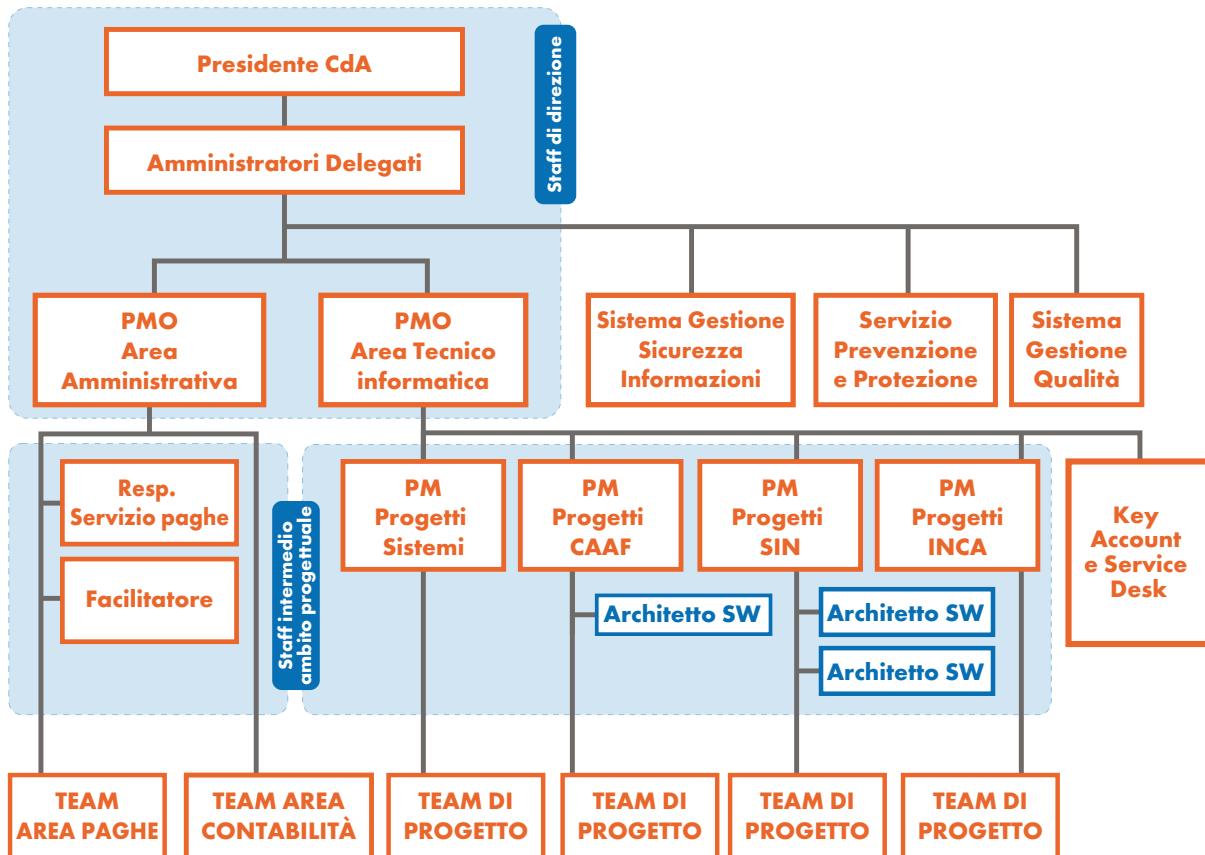 Presidente CdA
Staff di direzione
Amministratori Delegati
PMO
Area
Amministrativa
PMO
Area Tecnico
informatica
Sistema Gestione
Sicurezza
Informazioni
Servizio
Prevenzione
e Protezione
Sistema
Gestione
Qualità
Resp.
Servizio paghe
Facilitatore
Staff intermedio
ambito progettuale
PM
Progetti
Sistemi
PM
Progetti
CAAF
PM
Progetti
SIN
PM
Progetti
INCA
Key
Account
e Service
Desk
Architetto SW
Architetto SW
Architetto SW
TEAM
AREA PAGHE
TEAM AREA
CONTABILITÀ
TEAM DI
PROGETTO
TEAM DI
PROGETTO
TEAM DI
PROGETTO
TEAM DI
PROGETTO